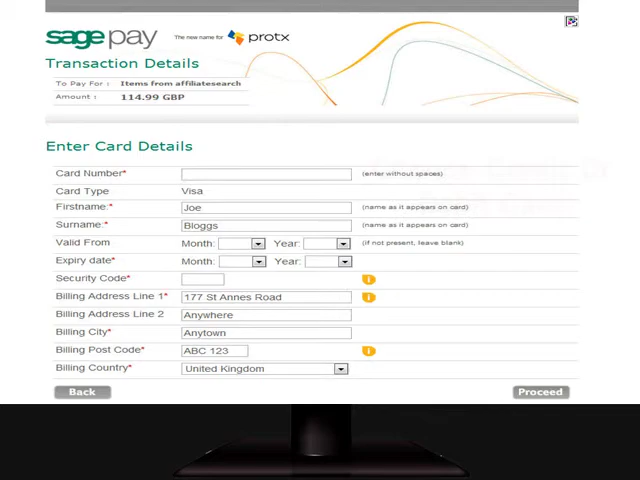 sage pay The new name for protx
Transaction Details
To Pay For : Items from affiliatesearch
Amount : 114.99 GBP
Enter Card Details
Card Number* (enter without spaces)
Card Type Visa
Firstname:* Joe (name as it appears on card)
Surname:* Bloggs (name as it appears on card)
Valid From Month: Year: (if not present, leave blank)
Expiry date* Month: Year:
Security Code*
Billing Address Line 1* 177 St Annes Road
Billing Address Line 2 Anywhere
Billing City* Anytown
Billing Post Code* ABC 123
Billing Country* United Kingdom
Back Proceed